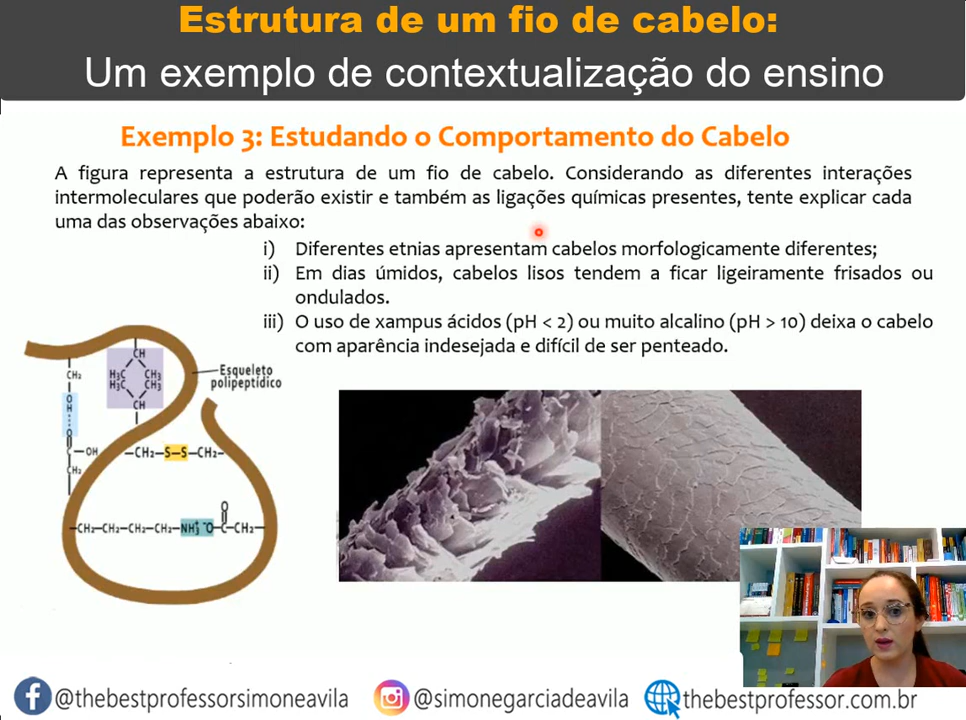 Estrutura de um fio de cabelo:
Um exemplo de contextualização do ensino
Exemplo 3: Estudando o Comportamento do Cabelo
A figura representa a estrutura de um fio de cabelo. Considerando as diferentes interações
intermoleculares que poderão existir e também as ligações químicas presentes, tente explicar cada
uma das observações abaixo:
i) Diferentes etnias apresentam cabelos morfologicamente diferentes;
ii) Em dias úmidos, cabelos lisos tendem a ficar ligeiramente frisados ou
ondulados.
iii) O uso de xampus ácidos (pH < 2) ou muito alcalino (pH > 10) deixa o cabelo
com aparência indesejada e difícil de ser penteado.
Esqueleto
polipeptídico
CH
CH₂
H₃C CH₃
H₃C CH₃
OH
CH
O
C—OH
CH₂
—CH₂—S—S—CH₂—
O
—CH₂—CH₂—CH₂—CH₂—NH₃⁺ ⁻O—C—CH₂—
@thebestprofessorsimoneavila
@simonegarciadeavila
thebestprofessor.com.br